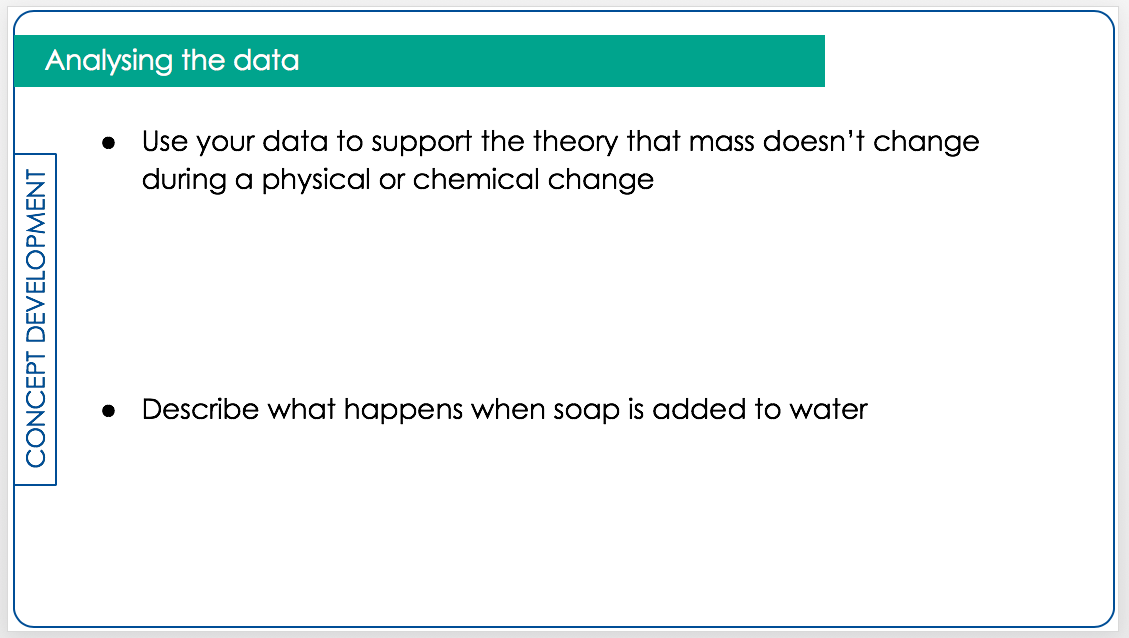 Analysing the data
● Use your data to support the theory that mass doesn’t change
during a physical or chemical change
CONCEPT DEVELOPMENT
● Describe what happens when soap is added to water